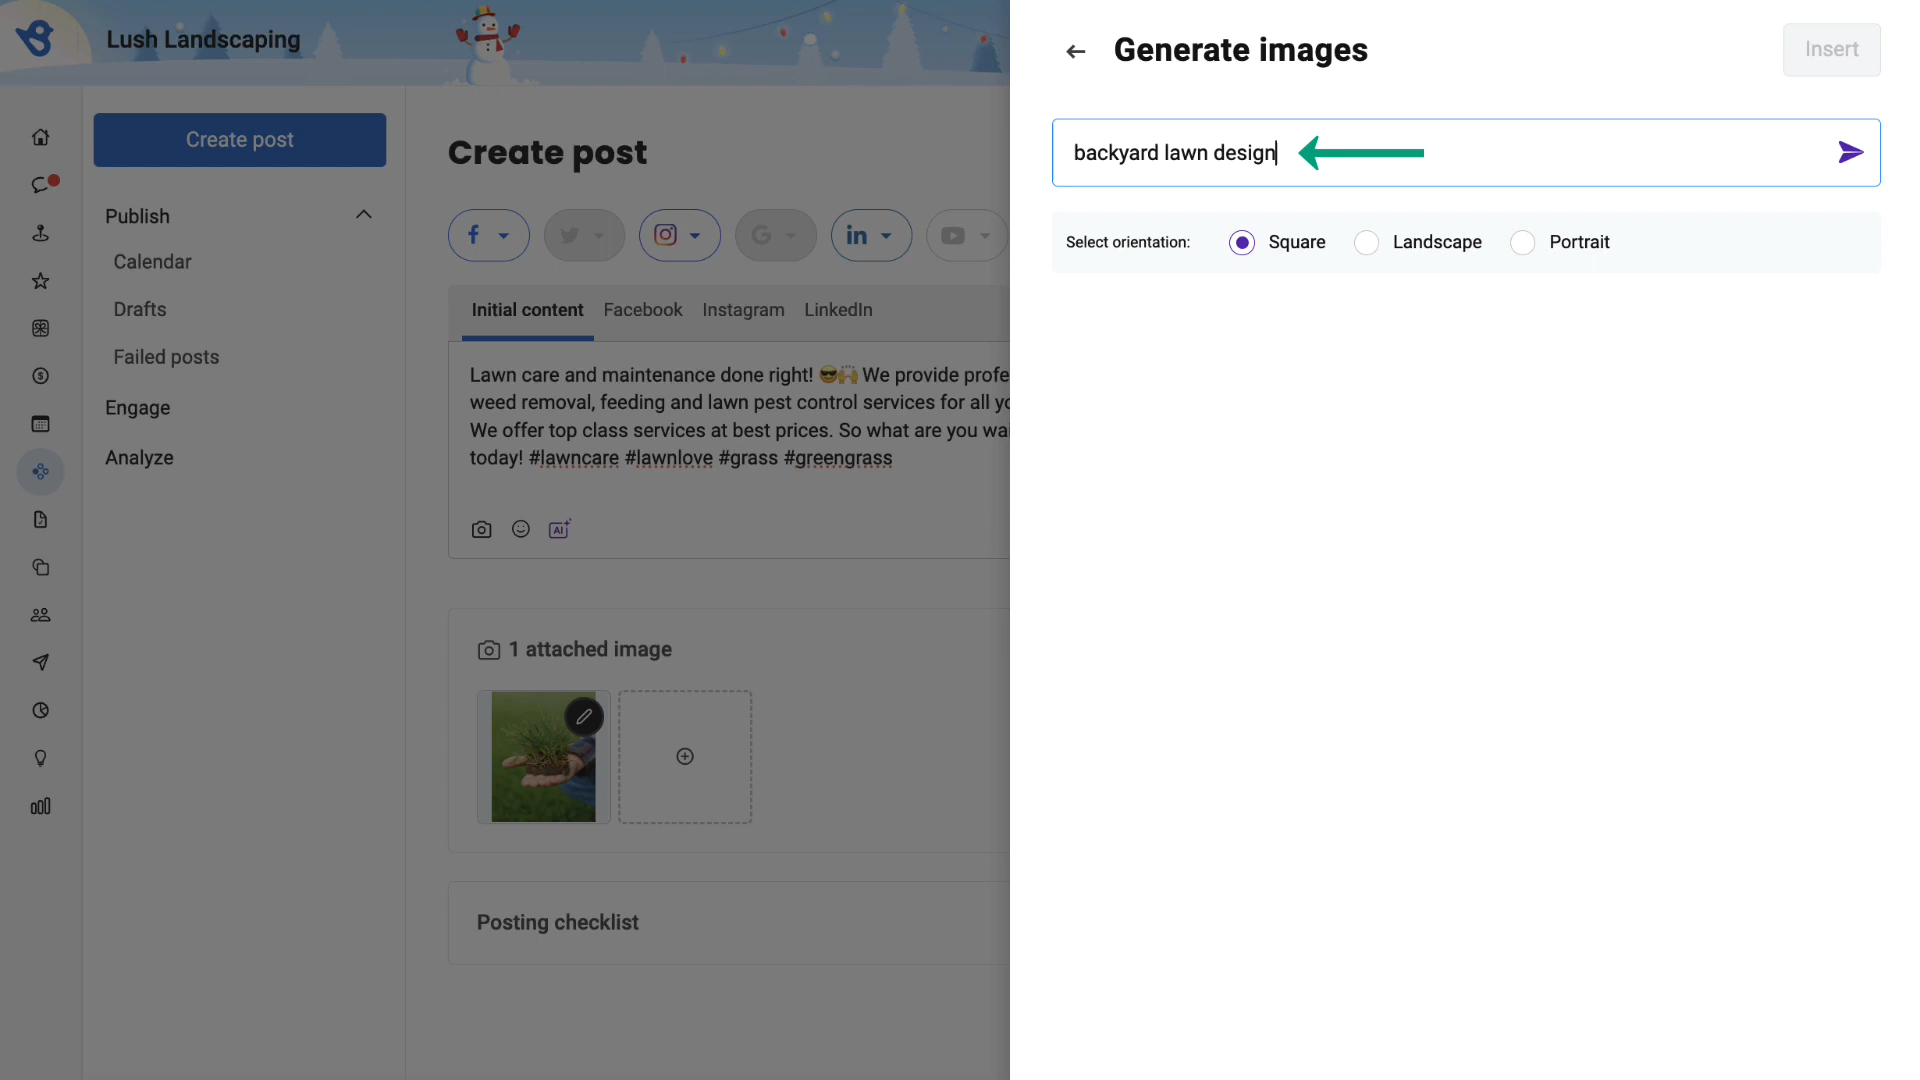 Lush Landscaping
Create post
Publish
Calendar
Drafts
Failed posts
Engage
Analyze
Create post
Initial content Facebook Instagram LinkedIn
Lawn care and maintenance done right! 😎🙌 We provide profe
weed removal, feeding and lawn pest control services for all yo
We offer top class services at best prices. So what are you wai
today! #lawncare #lawnlove #grass #greengrass
AI
1 attached image
Posting checklist
Generate images
Insert
backyard lawn design
Select orientation: Square Landscape Portrait